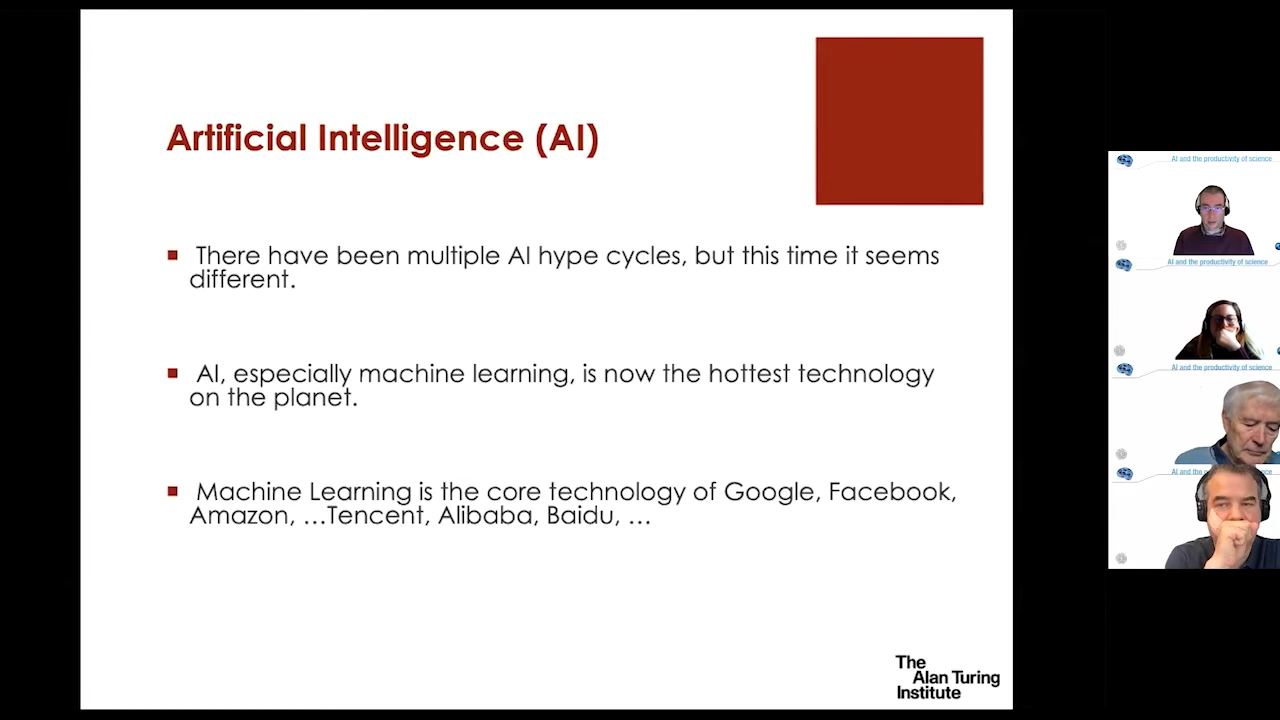 Artificial Intelligence (AI)
There have been multiple AI hype cycles, but this time it seems
different.
AI, especially machine learning, is now the hottest technology
on the planet.
Machine Learning is the core technology of Google, Facebook,
Amazon, …Tencent, Alibaba, Baidu, …
The
Alan Turing
Institute
AI and the productivity of science
AI and the productivity of science
AI and the productivity of science
AI and the